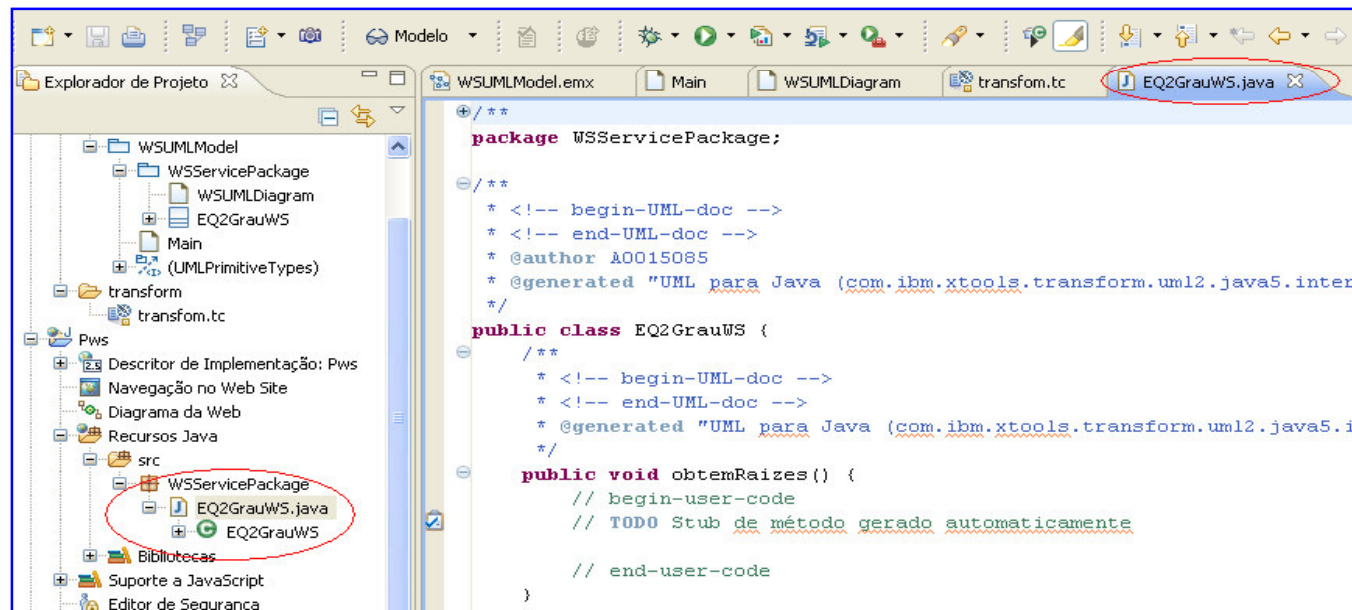 Modelo
Explorador de Projeto
WSUMLModel
WSServicePackage
WSUMLDiagram
EQ2GrauWS
Main
(UMLPrimitiveTypes)
transform
transfom.tc
Pws
2.5 Descritor de Implementação: Pws
Navegação no Web Site
Diagrama da Web
Recursos Java
src
WSServicePackage
EQ2GrauWS.java
EQ2GrauWS
Bibliotecas
Suporte a JavaScript
Editor de Segurança
WSUMLModel.emx Main WSUMLDiagram transfom.tc EQ2GrauWS.java
/**
package WSServicePackage;
/**
* <!-- begin-UML-doc -->
* <!-- end-UML-doc -->
* @author A0015085
* @generated "UML para Java (com.ibm.xtools.transform.uml2.java5.inter
*/
public class EQ2GrauWS {
/**
* <!-- begin-UML-doc -->
* <!-- end-UML-doc -->
* @generated "UML para Java (com.ibm.xtools.transform.uml2.java5.i
*/
public void obtemRaizes() {
// begin-user-code
// TODO Stub de método gerado automaticamente
// end-user-code
}